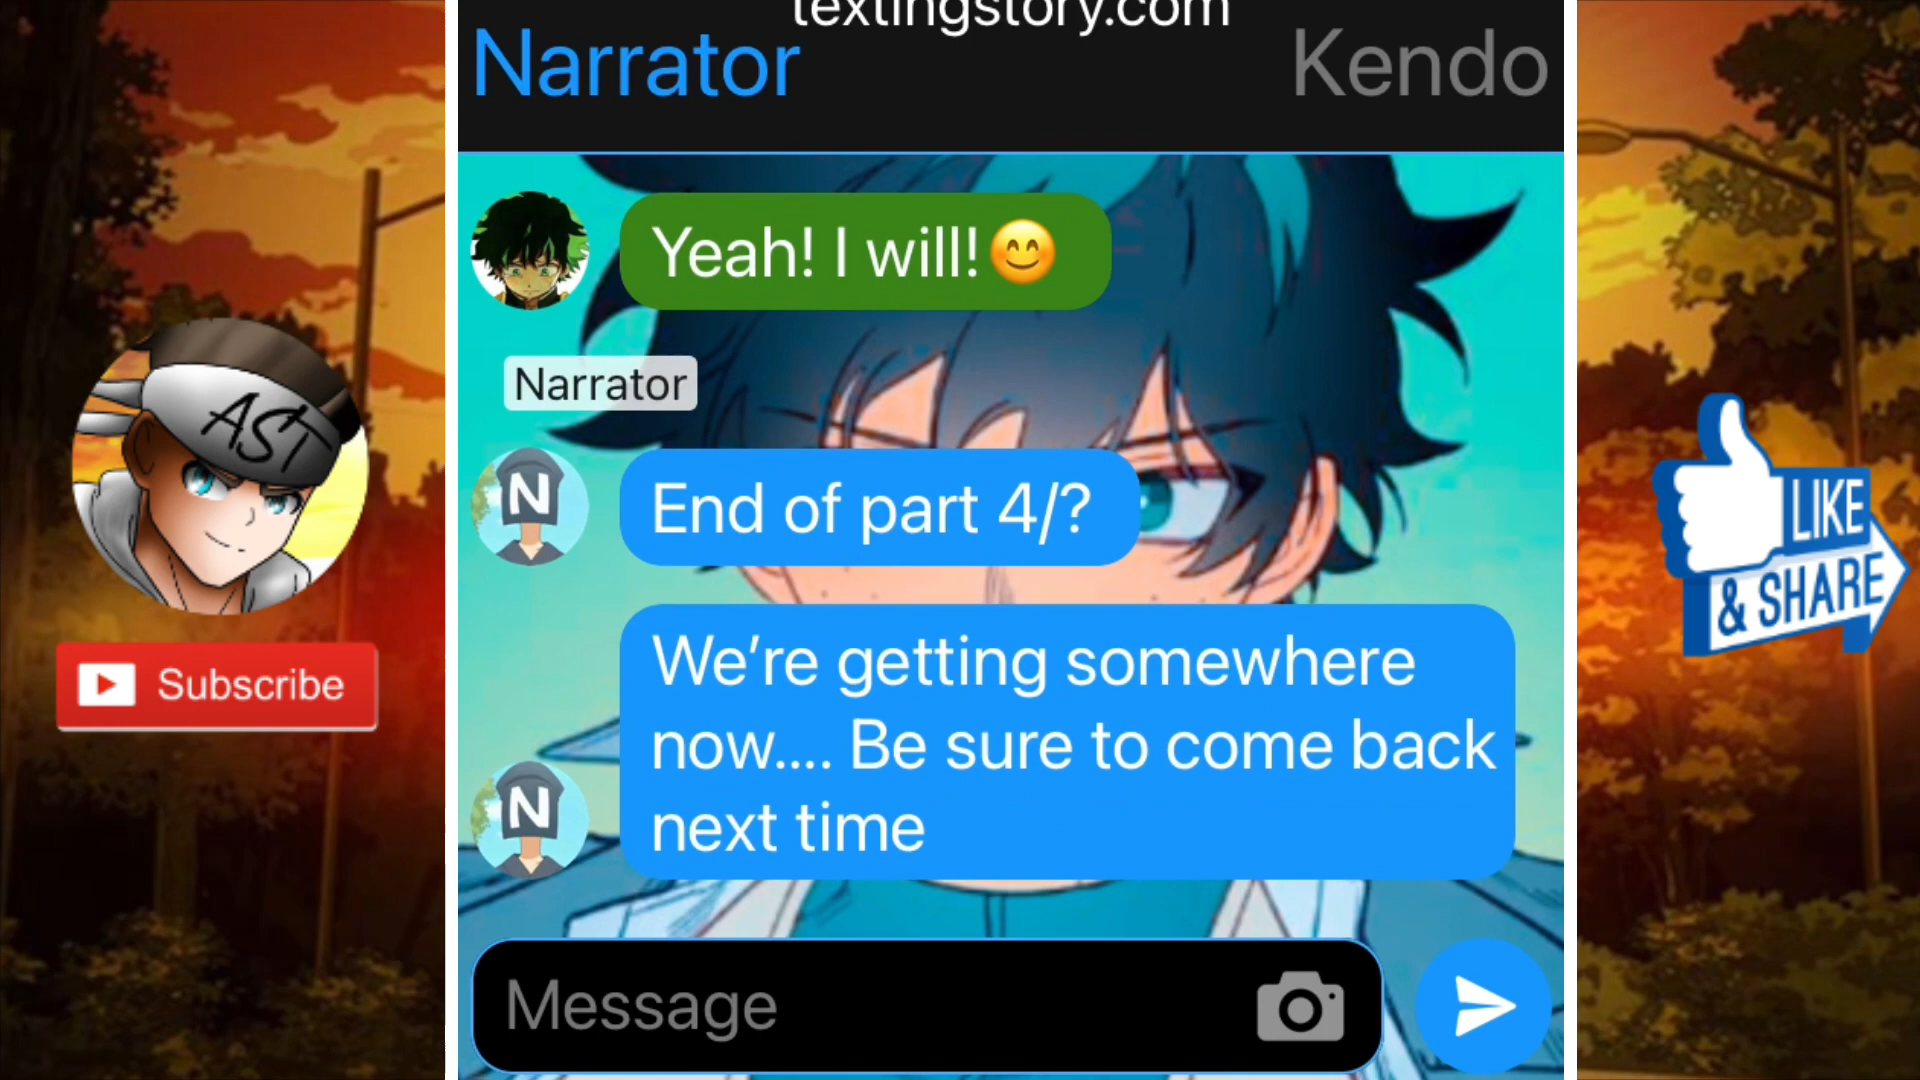 textingstory.com
Narrator
Kendo
Yeah! I will!😊
Narrator
N
End of part 4/?
We’re getting somewhere
now.... Be sure to come back
next time
N
Message
AST
Subscribe
LIKE
& SHARE